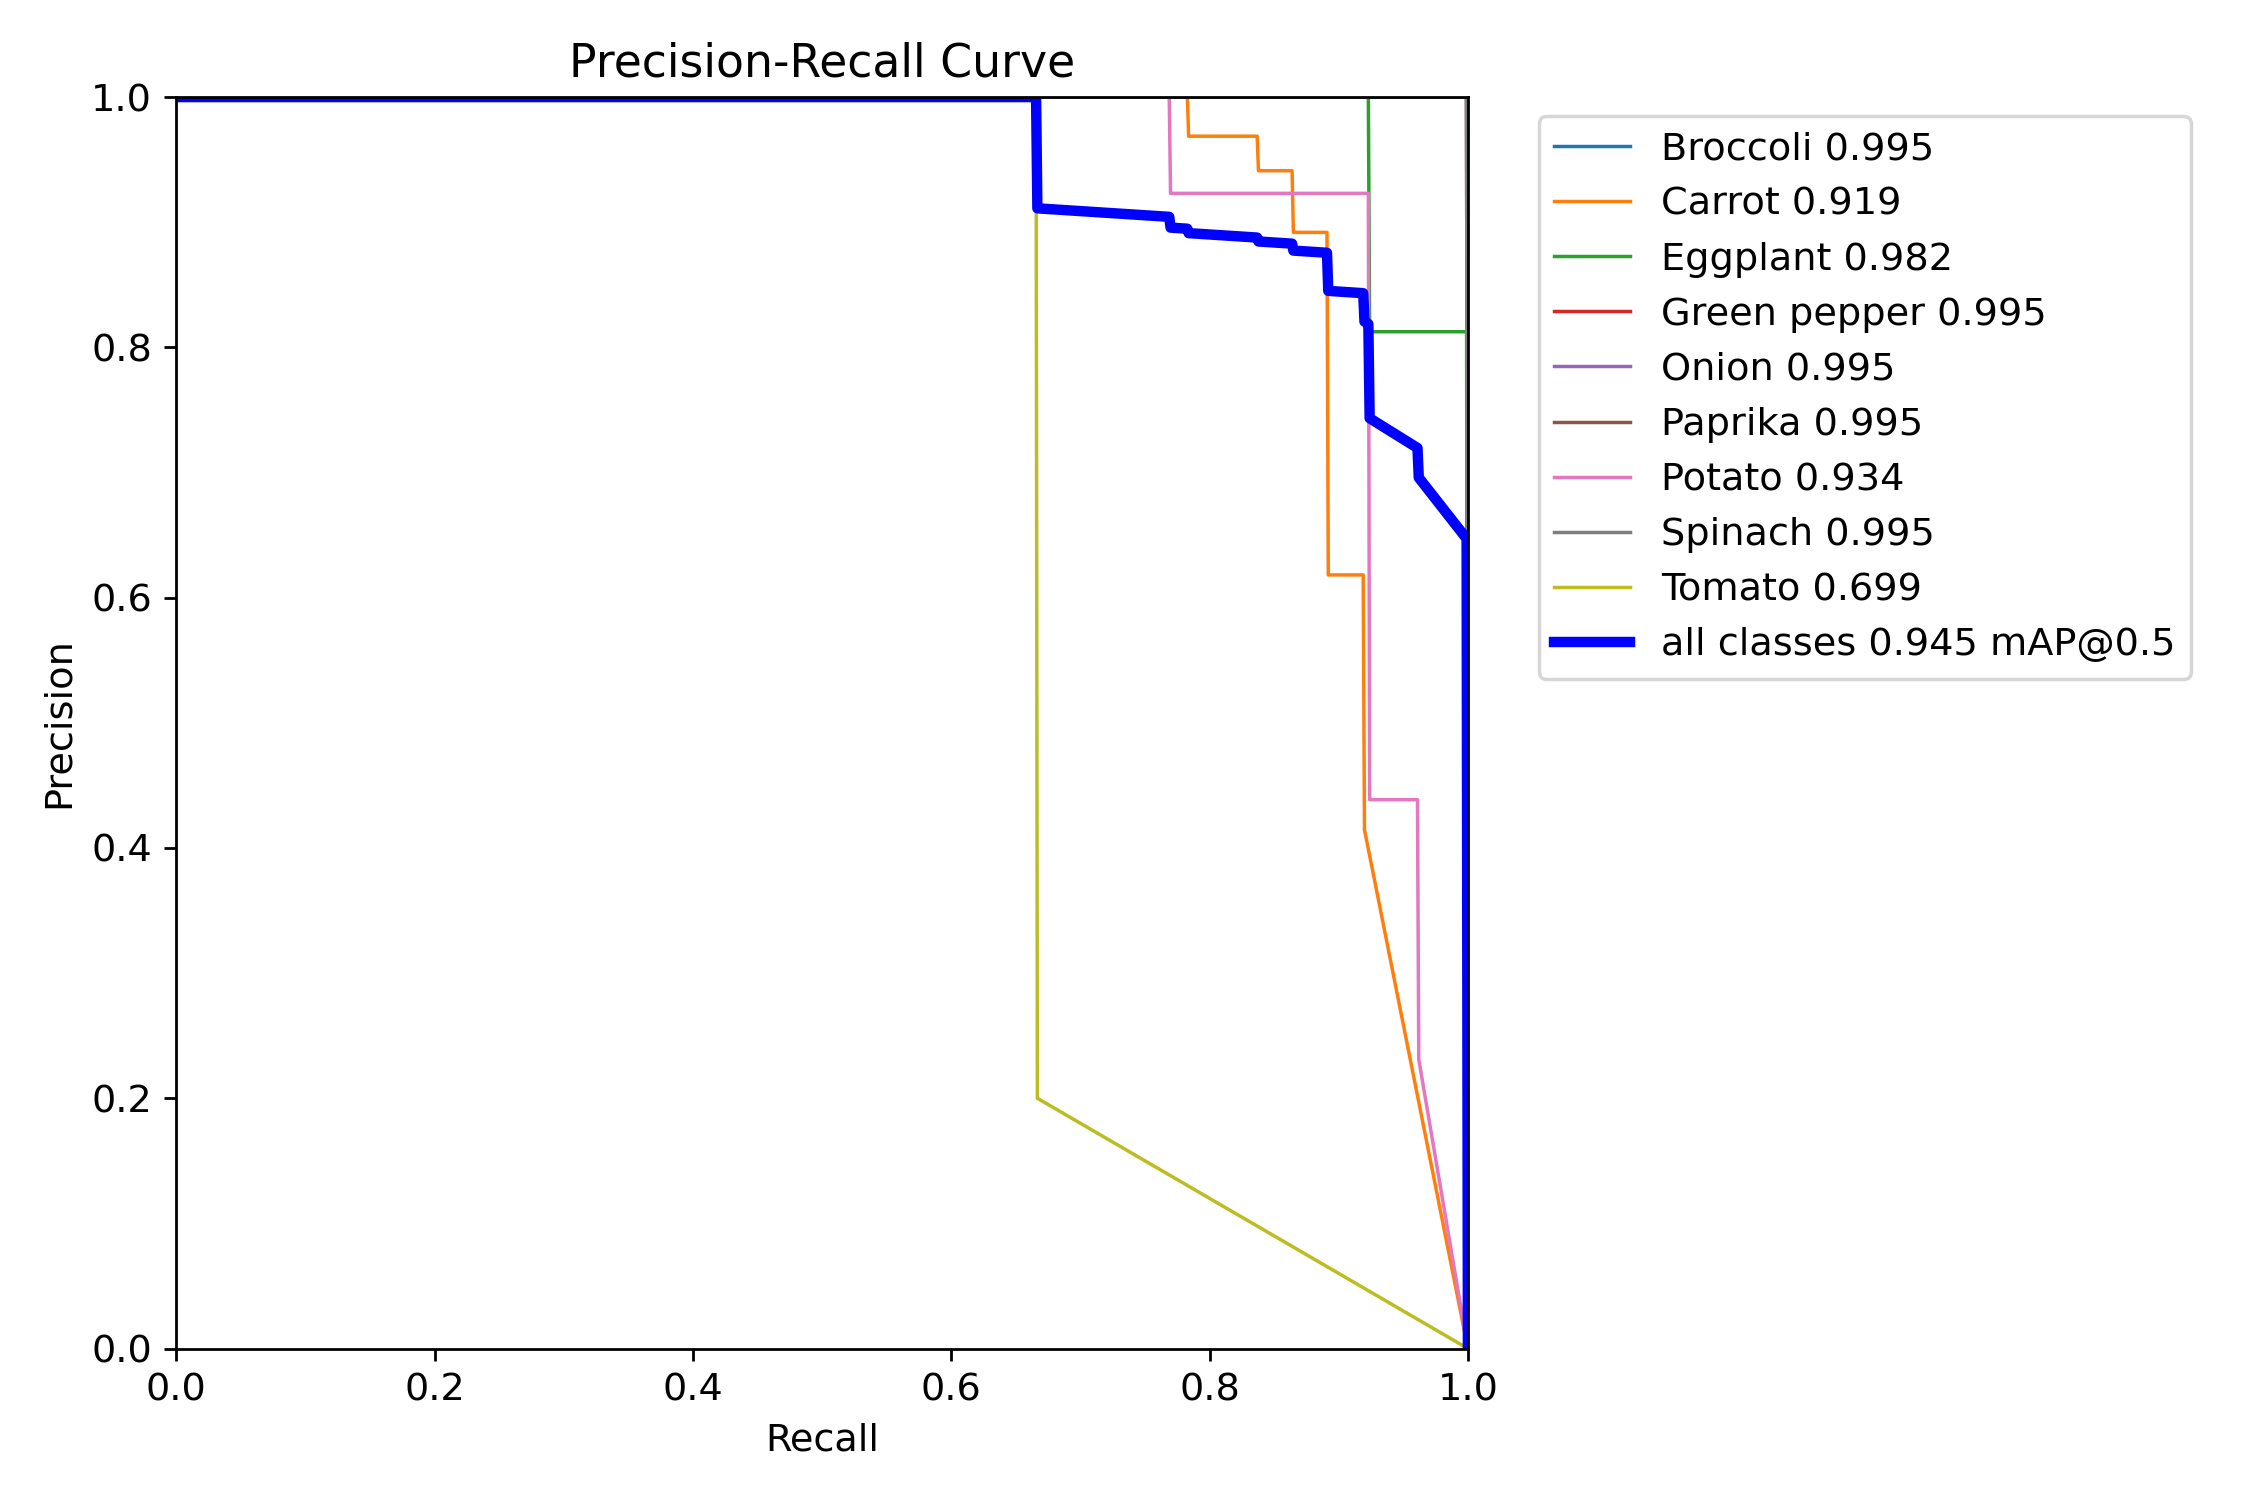 Precision-Recall Curve
1.0
0.8
0.6
0.4
0.2
0.0
Precision
0.0 0.2 0.4 0.6 0.8 1.0
Recall
Broccoli 0.995
Carrot 0.919
Eggplant 0.982
Green pepper 0.995
Onion 0.995
Paprika 0.995
Potato 0.934
Spinach 0.995
Tomato 0.699
all classes 0.945 mAP@0.5